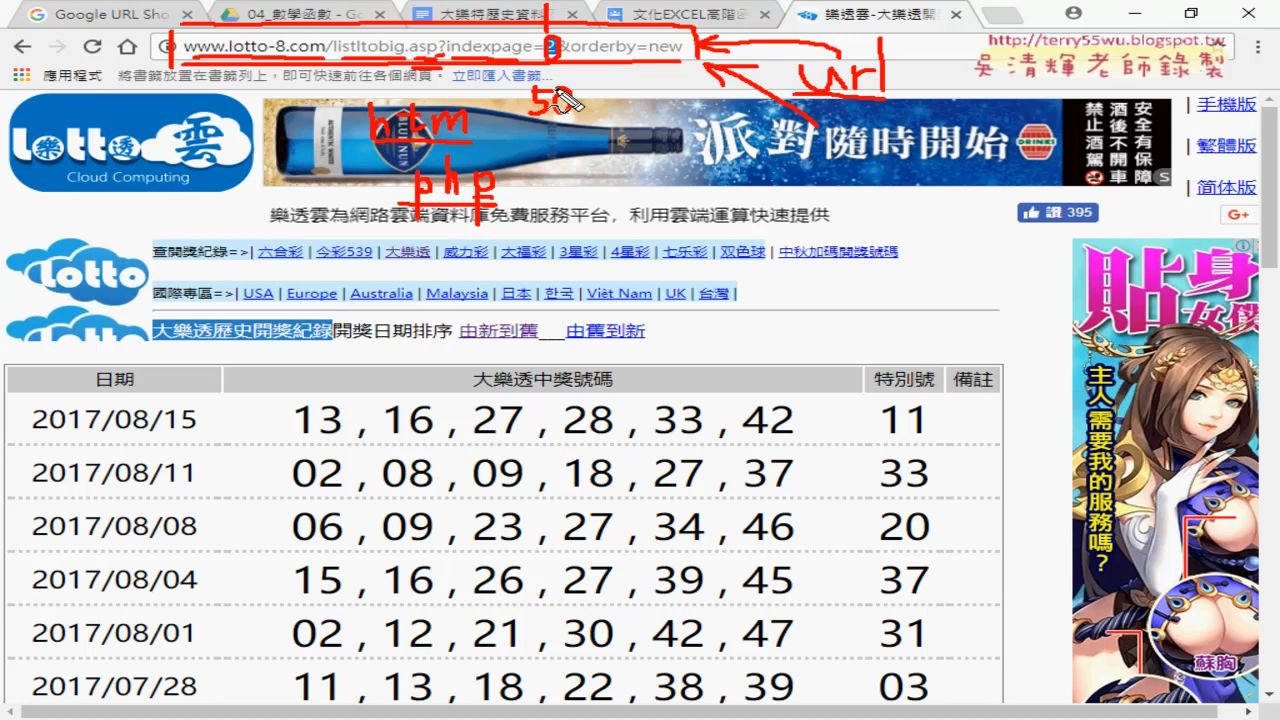 Google URL Sho
04_數學函數 - Go
大樂特歷史資料
文化EXCEL高階函
樂透雲-大樂透開
www.lotto-8.com/listltobig.asp?indexpage=2&orderby=new
http://terry55wu.blogspot.tw
吳清輝老師錄製
url
應用程式
將書籤放置在書籤列上，即可快速前往各個網頁。 立即匯入書籤...
50
htm
php
Lotto樂透雲
Cloud Computing
BLUE NUN
派對隨時開始
DRINKS
禁止酒駕
酒後不開車
安全有保障
手機版
繁體版
简体版
樂透雲為網路雲端資料庫免費服務平台，利用雲端運算快速提供
讚 395
G+
Lotto
查開獎紀錄=>| 六合彩 | 今彩539 | 大樂透 | 威力彩 | 大福彩 | 3星彩 | 4星彩 | 七乐彩 | 双色球 | 中秋加碼開獎號碼
國際專區=>| USA | Europe | Australia | Malaysia | 日本 | 한국 | Việt Nam | UK | 台灣 |
大樂透歷史開獎紀錄開獎日期排序 由新到舊___由舊到新
日期 大樂透中獎號碼 特別號 備註
2017/08/15 13 , 16 , 27 , 28 , 33 , 42 11
2017/08/11 02 , 08 , 09 , 18 , 27 , 37 33
2017/08/08 06 , 09 , 23 , 27 , 34 , 46 20
2017/08/04 15 , 16 , 26 , 27 , 39 , 45 37
2017/08/01 02 , 12 , 21 , 30 , 42 , 47 31
2017/07/28 11 , 13 , 18 , 22 , 38 , 39 03
貼身女僕
主人需要我的服務嗎？
蘇胸